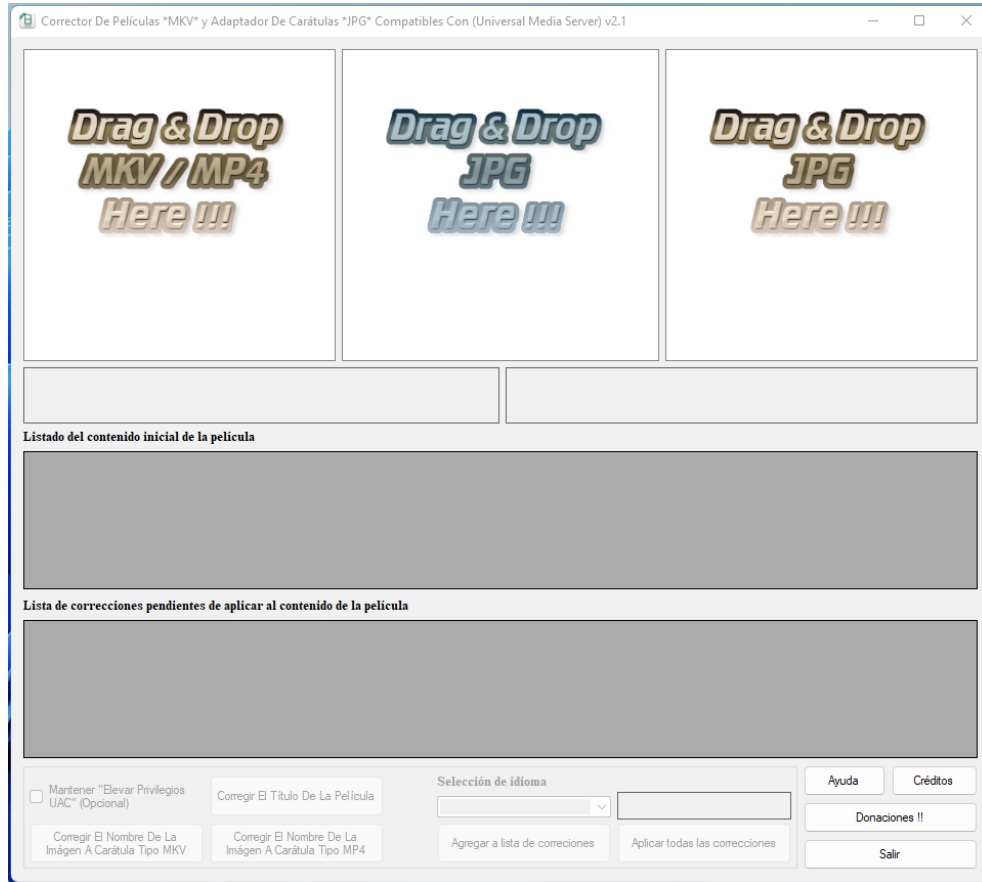 Corrector De Películas *MKV* y Adaptador De Carátulas *JPG* Compatibles Con (Universal Media Server) v2.1
Drag & Drop
MKV / MP4
Here !!!
Drag & Drop
JPG
Here !!!
Drag & Drop
JPG
Here !!!
Listado del contenido inicial de la película
Lista de correcciones pendientes de aplicar al contenido de la película
Mantener "Elevar Privilegios
UAC" (Opcional)
Corregir El Título De La Película
Corregir El Nombre De La
Imágen A Carátula Tipo MKV
Corregir El Nombre De La
Imágen A Carátula Tipo MP4
Selección de idioma
Agregar a lista de correciones
Aplicar todas las correcciones
Ayuda
Créditos
Donaciones !!
Salir